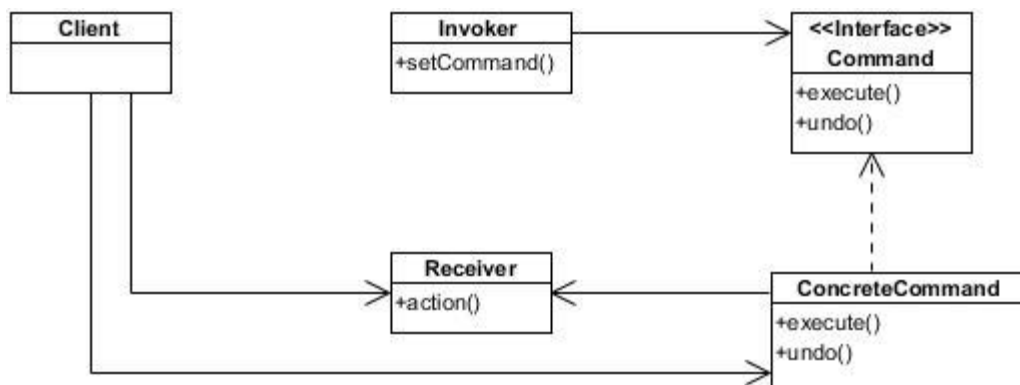 Client
Invoker
+setCommand()
<<Interface>>
Command
+execute()
+undo()
Receiver
+action()
ConcreteCommand
+execute()
+undo()